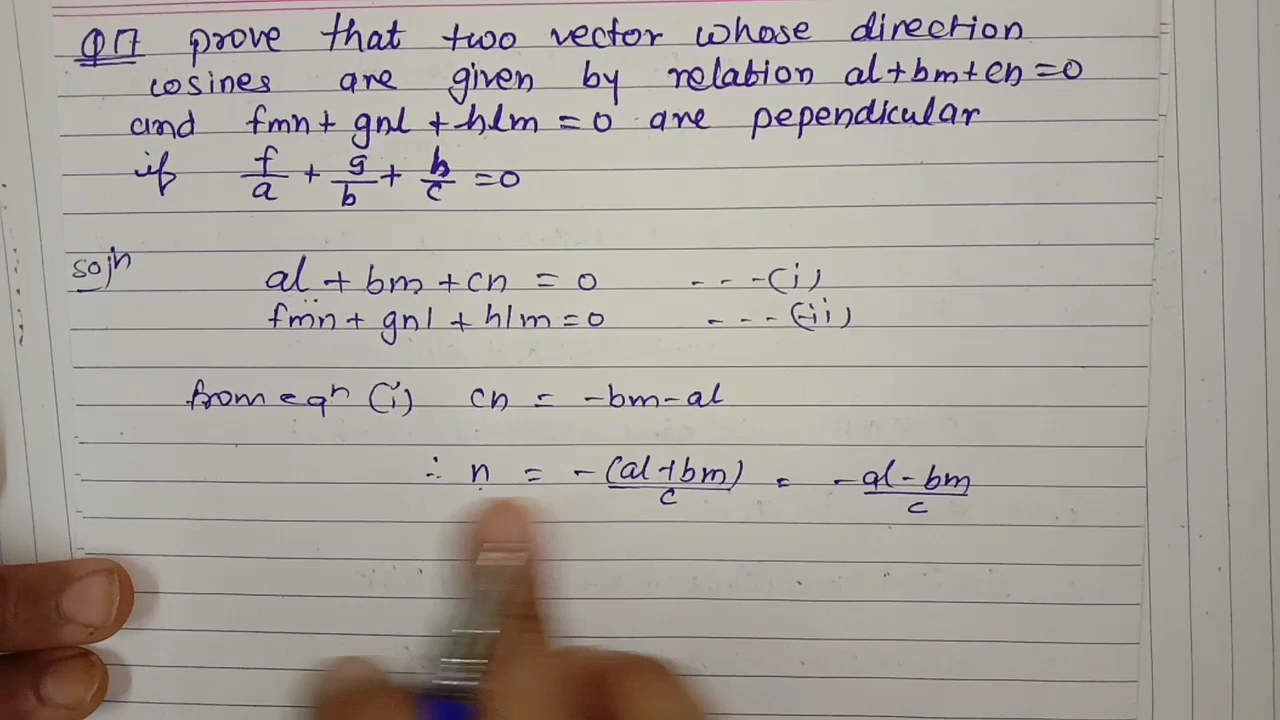 Q17 prove that two vector whose direction
cosines are given by relation al+bm+cn=0
and fmn+gnl+hlm=0 are pependicular
if f/a + g/b + h/c =0
soln
al + bm + cn = 0 ---(i)
fmn + gnl + hlm=0 ---(ii)
from eqn (i) cn = -bm-al
∴ n = -(al+bm)/c = -al-bm/c